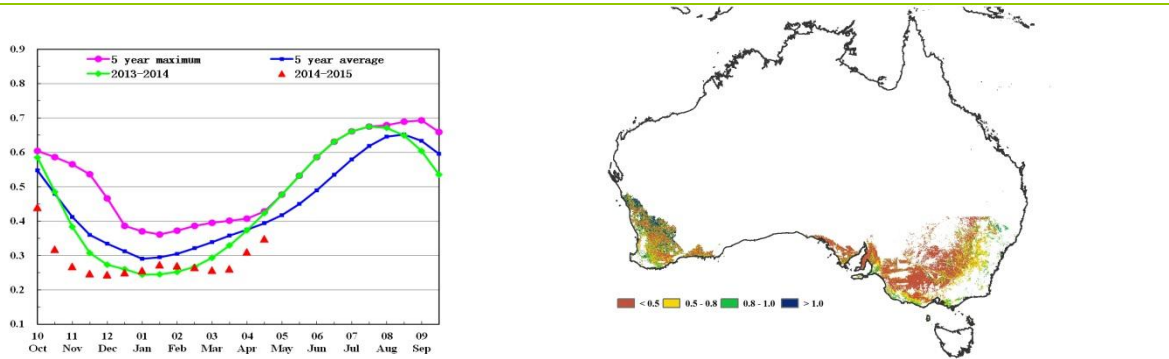 0.9
5 year maximum 5 year average
2013-2014 2014-2015
0.8
0.7
0.6
0.5
0.4
0.3
0.2
0.1
10 11 12 01 02 03 04 05 06 07 08 09
Oct Nov Dec Jan Feb Mar Apr May Jun Jul Aug Sep
< 0.5 0.5 - 0.8 0.8 - 1.0 > 1.0